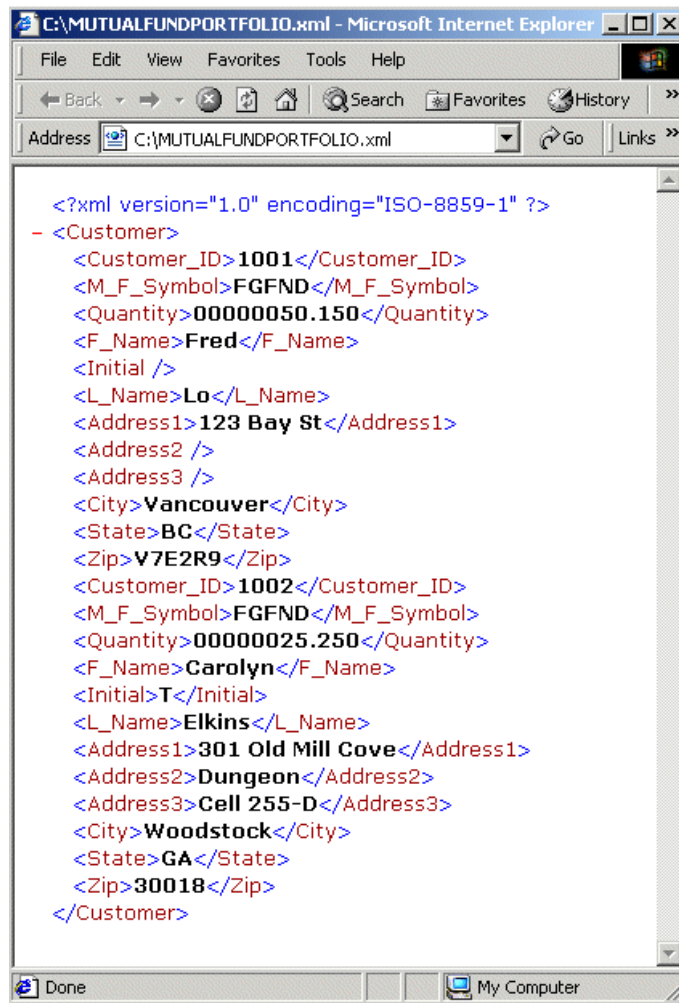 C:\MUTUALFUNDPORTFOLIO.xml - Microsoft Internet Explorer
File Edit View Favorites Tools Help
Back Search Favorites History »
Address C:\MUTUALFUNDPORTFOLIO.xml Go Links »
<?xml version="1.0" encoding="ISO-8859-1" ?>
- <Customer>
<Customer_ID>1001</Customer_ID>
<M_F_Symbol>FGFND</M_F_Symbol>
<Quantity>00000050.150</Quantity>
<F_Name>Fred</F_Name>
<Initial />
<L_Name>Lo</L_Name>
<Address1>123 Bay St</Address1>
<Address2 />
<Address3 />
<City>Vancouver</City>
<State>BC</State>
<Zip>V7E2R9</Zip>
<Customer_ID>1002</Customer_ID>
<M_F_Symbol>FGFND</M_F_Symbol>
<Quantity>00000025.250</Quantity>
<F_Name>Carolyn</F_Name>
<Initial>T</Initial>
<L_Name>Elkins</L_Name>
<Address1>301 Old Mill Cove</Address1>
<Address2>Dungeon</Address2>
<Address3>Cell 255-D</Address3>
<City>Woodstock</City>
<State>GA</State>
<Zip>30018</Zip>
</Customer>
Done My Computer